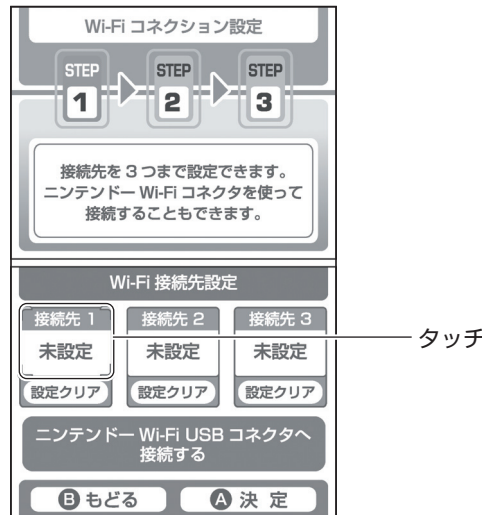 Wi-Fi コネクション設定
STEP 1
STEP 2
STEP 3
接続先を 3 つまで設定できます。
ニンテンドー Wi-Fi コネクタを使って
接続することもできます。
Wi-Fi 接続先設定
接続先 1 接続先 2 接続先 3
未設定 未設定 未設定
タッチ
設定クリア 設定クリア 設定クリア
ニンテンドー Wi-Fi USB コネクタへ
接続する
B もどる A 決 定